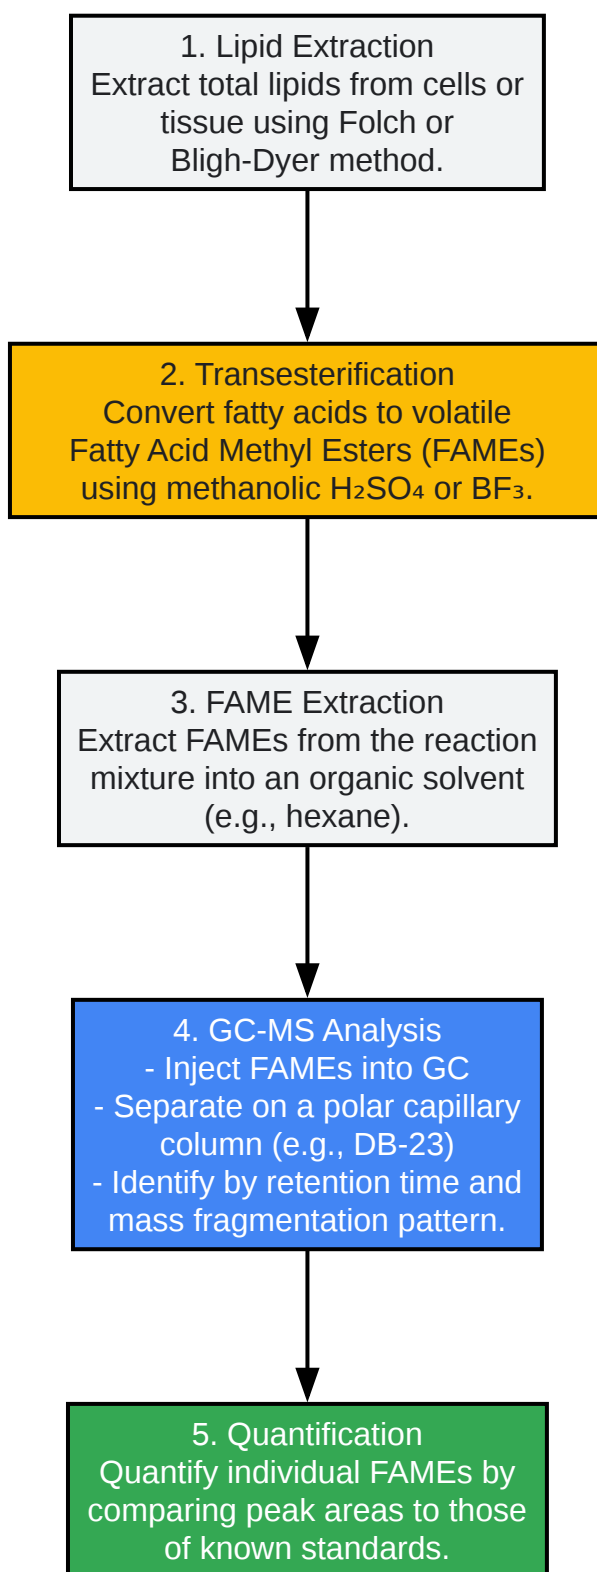 1. Lipid Extraction
Extract total lipids from cells or
tissue using Folch or
Bligh-Dyer method.
2. Transesterification
Convert fatty acids to volatile
Fatty Acid Methyl Esters (FAMEs)
using methanolic H₂SO₄ or BF₃.
3. FAME Extraction
Extract FAMEs from the reaction
mixture into an organic solvent
(e.g., hexane).
4. GC-MS Analysis
- Inject FAMEs into GC
- Separate on a polar capillary
column (e.g., DB-23)
- Identify by retention time and
mass fragmentation pattern.
5. Quantification
Quantify individual FAMEs by
comparing peak areas to those
of known standards.